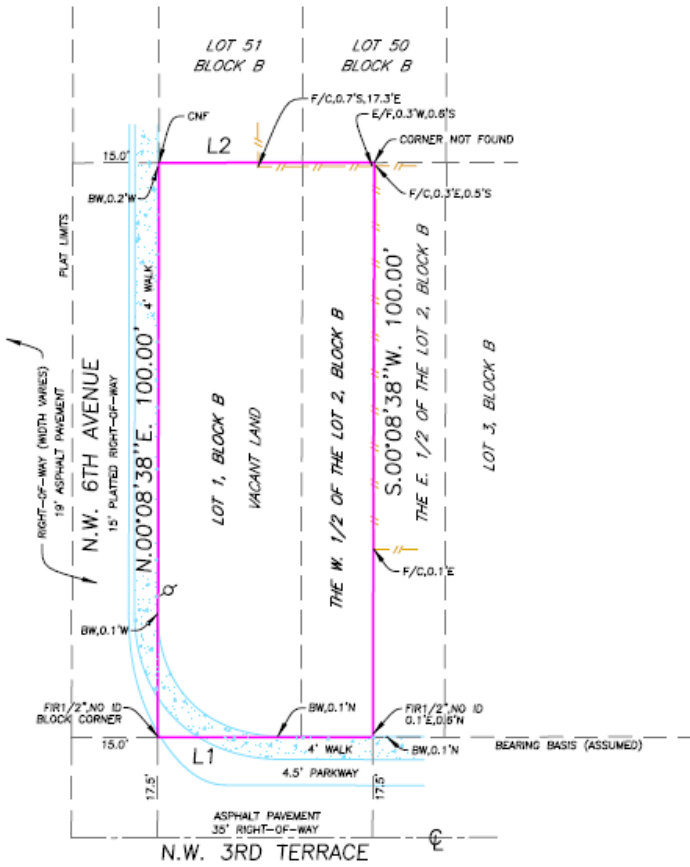 LOT 51
BLOCK B
LOT 50
BLOCK B
F/C,0.7'S,17.3'E
E/F,0.3'W,0.6'S
CNF
CORNER NOT FOUND
L2
15.0'
BW,0.2'W
F/C,0.3'E,0.5'S
PLAT LIMITS
4' WALK
RIGHT-OF-WAY (WIDTH VARIES)
19' ASPHALT PAVEMENT
N.W. 6TH AVENUE
15' PLATTED RIGHT-OF-WAY
N.00°08'38"E. 100.00'
LOT 1, BLOCK B
VACANT LAND
THE W. 1/2 OF THE LOT 2, BLOCK B
S.00°08'38"W. 100.00'
THE E. 1/2 OF THE LOT 2, BLOCK B
LOT 3, BLOCK B
F/C,0.1'E
BW,0.1'W
FIR1/2",NO ID
BLOCK CORNER
BW,0.1'N
FIR1/2",NO ID
0.1'E,0.6'N
15.0'
L1
4' WALK
BW,0.1'N
BEARING BASIS (ASSUMED)
4.5' PARKWAY
17.5'
17.5'
ASPHALT PAVEMENT
35' RIGHT-OF-WAY
℄
N.W. 3RD TERRACE